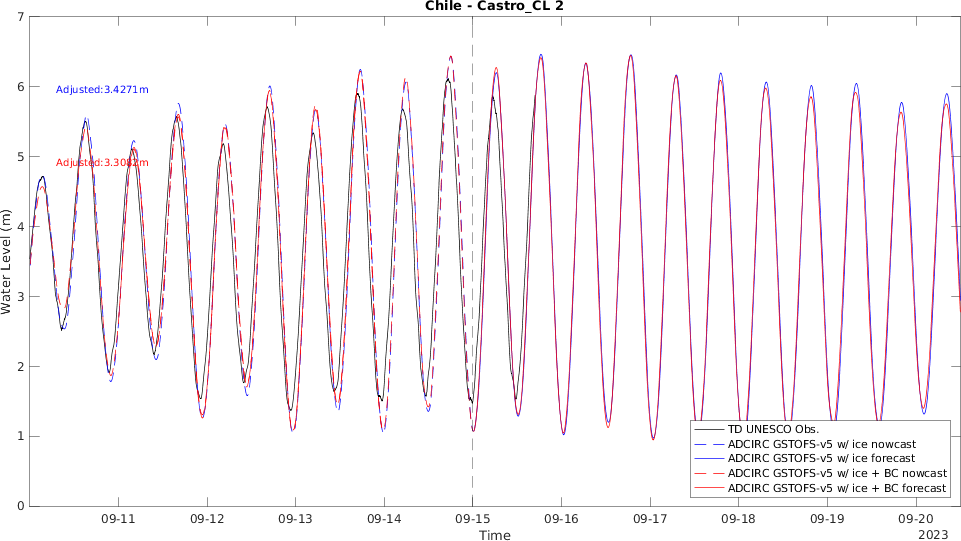 Chile - Castro_CL 2
7
6
5
4
3
2
1
0
Water Level (m)
Adjusted:3.4271m
Adjusted:3.3082m
TD UNESCO Obs.
ADCIRC GSTOFS-v5 w/ ice nowcast
ADCIRC GSTOFS-v5 w/ ice forecast
ADCIRC GSTOFS-v5 w/ ice + BC nowcast
ADCIRC GSTOFS-v5 w/ ice + BC forecast
09-11 09-12 09-13 09-14 09-15 09-16 09-17 09-18 09-19 09-20
Time
2023